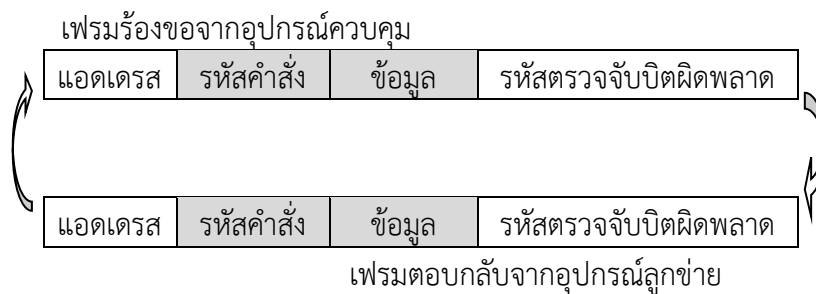 เฟรมร้องขอจากอุปกรณ์ควบคุม
แอดเดรส รหัสคำสั่ง ข้อมูล รหัสตรวจจับบิตผิดพลาด
แอดเดรส รหัสคำสั่ง ข้อมูล รหัสตรวจจับบิตผิดพลาด
เฟรมตอบกลับจากอุปกรณ์ลูกข่าย